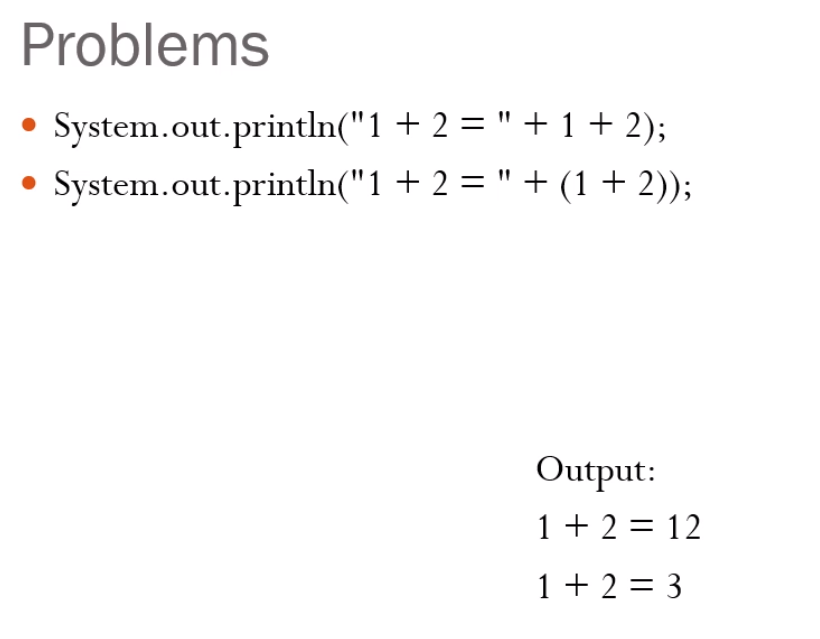 Problems
• System.out.println("1 + 2 = " + 1 + 2);
• System.out.println("1 + 2 = " + (1 + 2));
Output:
1 + 2 = 12
1 + 2 = 3